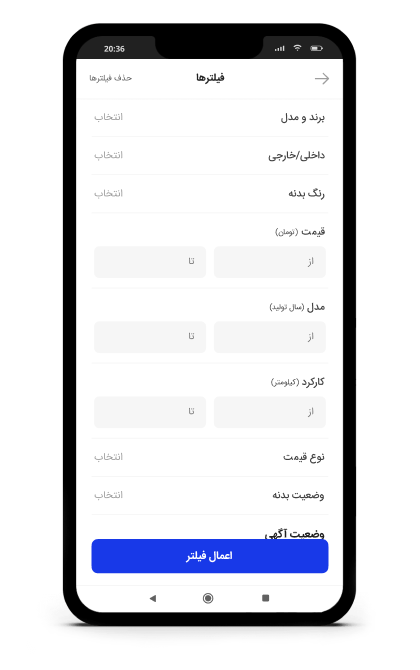 20:36
فیلترها حذف فیلترها
برند و مدل انتخاب
داخلی/خارجی انتخاب
رنگ بدنه انتخاب
قیمت (تومان)
از تا
مدل (سال تولید)
از تا
کارکرد (کیلومتر)
از تا
نوع قیمت انتخاب
وضعیت بدنه انتخاب
وضعیت آگهی
اعمال فیلتر